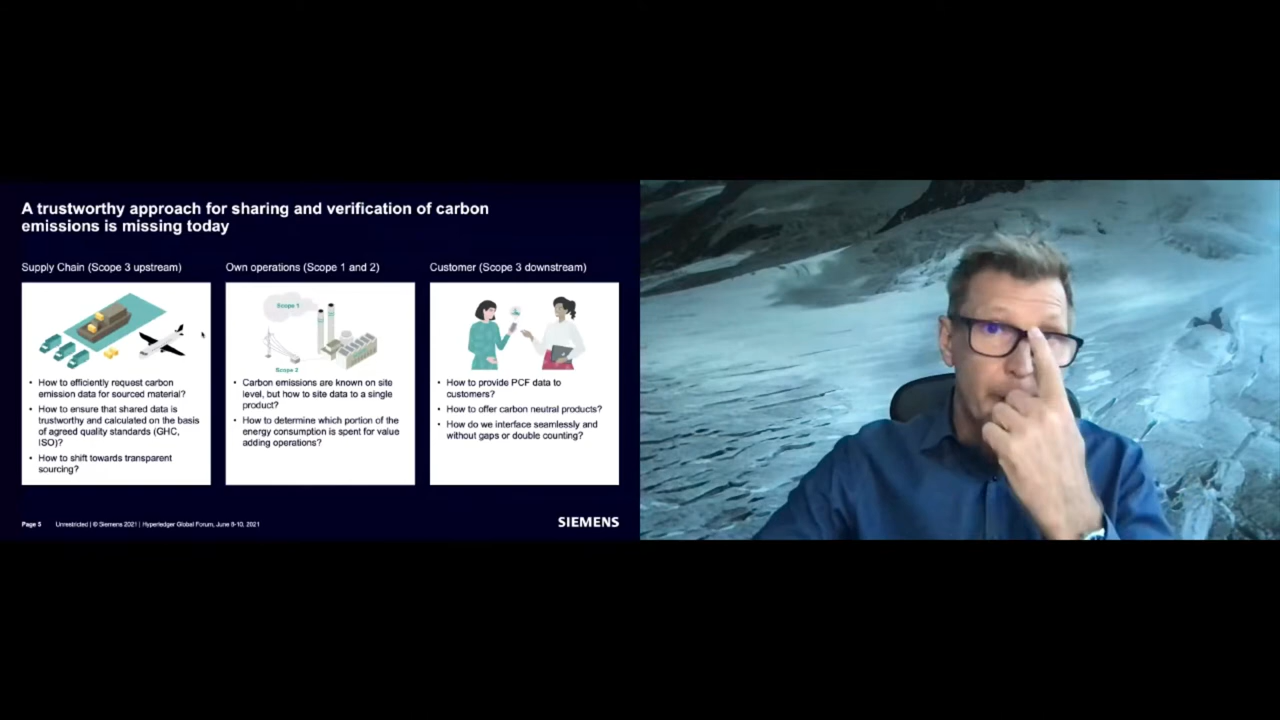 A trustworthy approach for sharing and verification of carbon
emissions is missing today
Supply Chain (Scope 3 upstream)
• How to efficiently request carbon
emission data for sourced material?
• How to ensure that shared data is
trustworthy and calculated on the basis
of agreed quality standards (GHC,
ISO)?
• How to shift towards transparent
sourcing?
Own operations (Scope 1 and 2)
Scope 1
Scope 2
• Carbon emissions are known on site
level, but how to site data to a single
product?
• How to determine which portion of the
energy consumption is spent for value
adding operations?
Customer (Scope 3 downstream)
• How to provide PCF data to
customers?
• How to offer carbon neutral products?
• How do we interface seamlessly and
without gaps or double counting?
Page 5 Unrestricted | © Siemens 2021 | Hyperledger Global Forum, June 8-10, 2021
SIEMENS